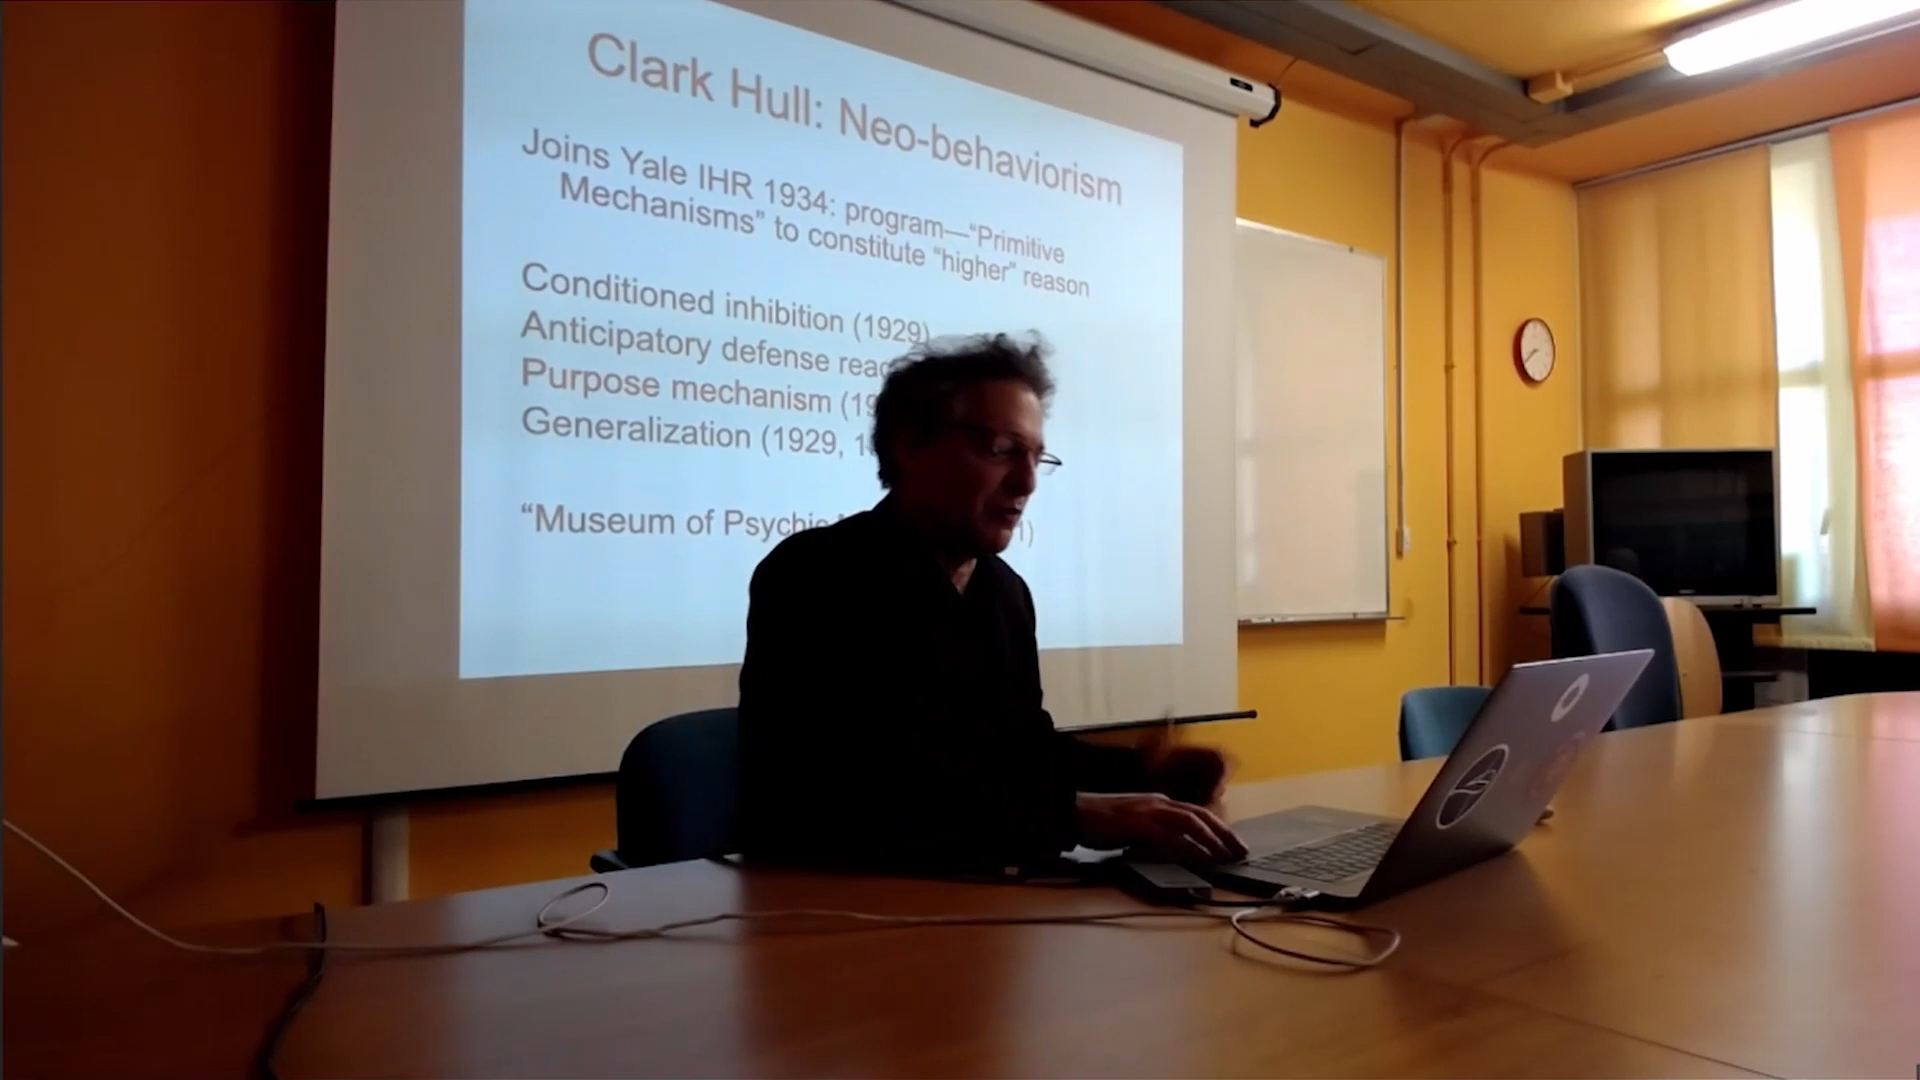 Clark Hull: Neo-behaviorism
Joins Yale IHR 1934: program—“Primitive
Mechanisms” to constitute “higher” reason
Conditioned inhibition (1929)
Anticipatory defense
Purpose mechanism
Generalization (1929,
“Museum of Psychic